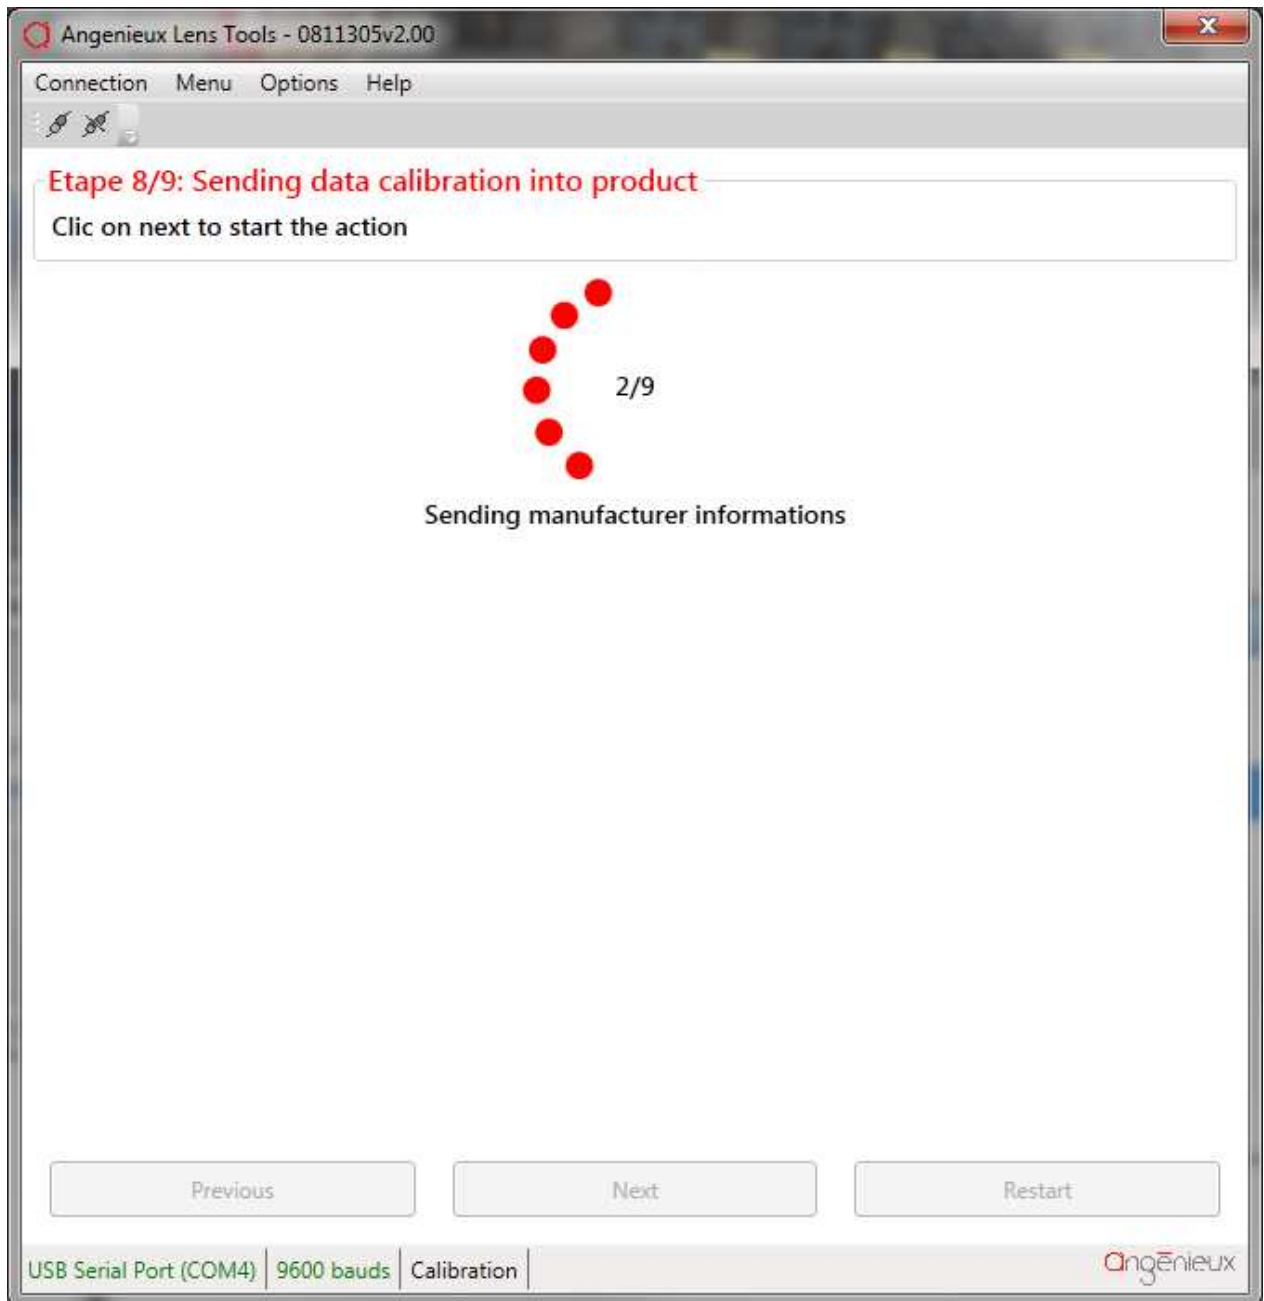 Angenieux Lens Tools - 0811305v2.00
Connection Menu Options Help
Etape 8/9: Sending data calibration into product
Clic on next to start the action
2/9
Sending manufacturer informations
Previous Next Restart
USB Serial Port (COM4) 9600 bauds Calibration angēnieux